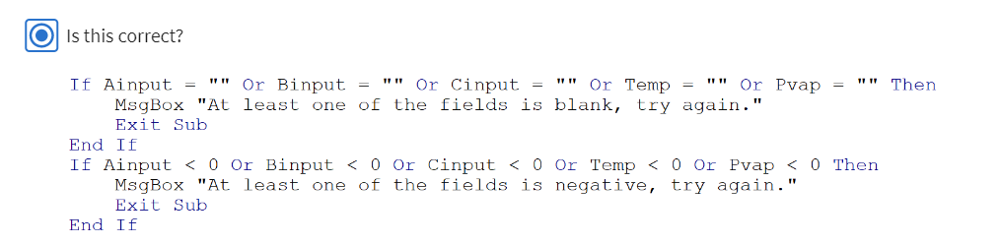 Is this correct?
If Ainput = "" Or Binput = "" Or Cinput = "" Or Temp = "" Or Pvap = "" Then
    MsgBox "At least one of the fields is blank, try again."
    Exit Sub
End If
If Ainput < 0 Or Binput < 0 Or Cinput < 0 Or Temp < 0 Or Pvap < 0 Then
    MsgBox "At least one of the fields is negative, try again."
    Exit Sub
End If